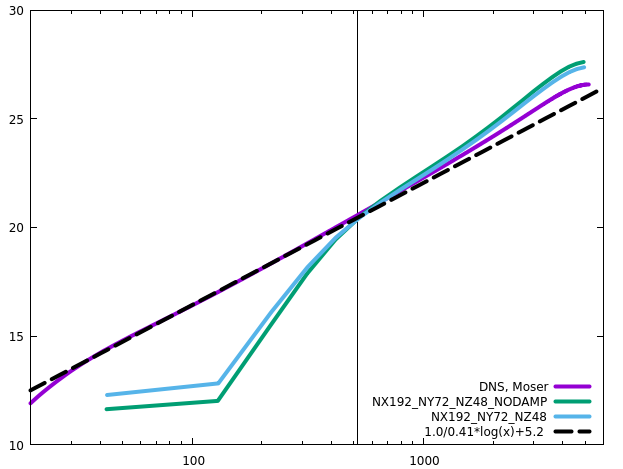 30
25
20
15
10
100
1000
DNS, Moser
NX192_NY72_NZ48_NODAMP
NX192_NY72_NZ48
1.0/0.41*log(x)+5.2